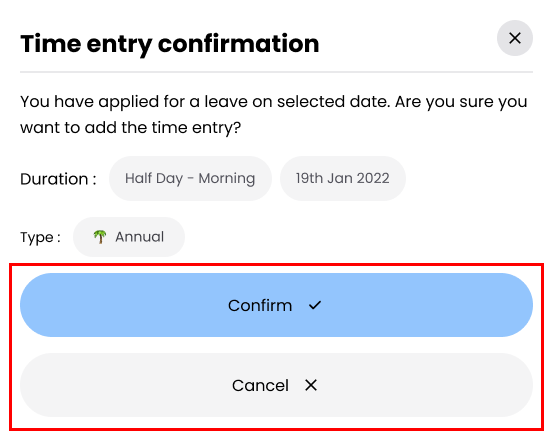 Time entry confirmation
You have applied for a leave on selected date. Are you sure you
want to add the time entry?
Duration : Half Day - Morning 19th Jan 2022
Type : Annual
Confirm
Cancel